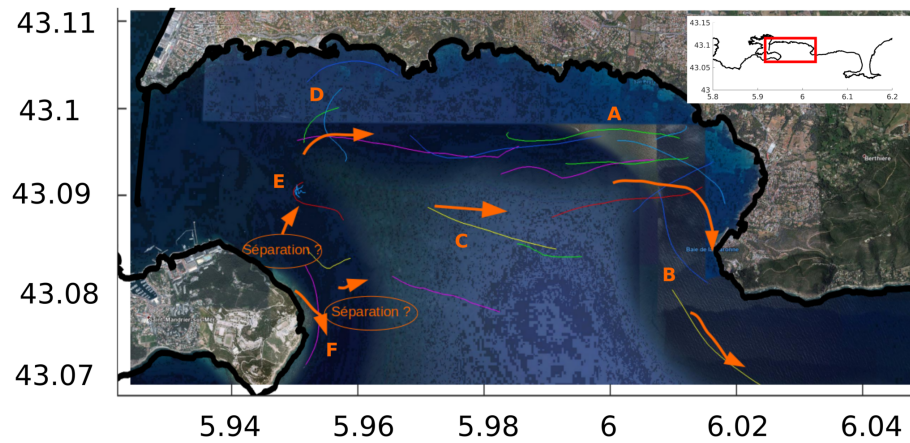 43.11
43.1
43.09
43.08
43.07
5.94
5.96
5.98
6
6.02
6.04
A
B
C
D
E
F
Séparation ?
Séparation ?
Berthière
43.15
43.1
43.05
43
5.8
5.9
6
6.1
6.2